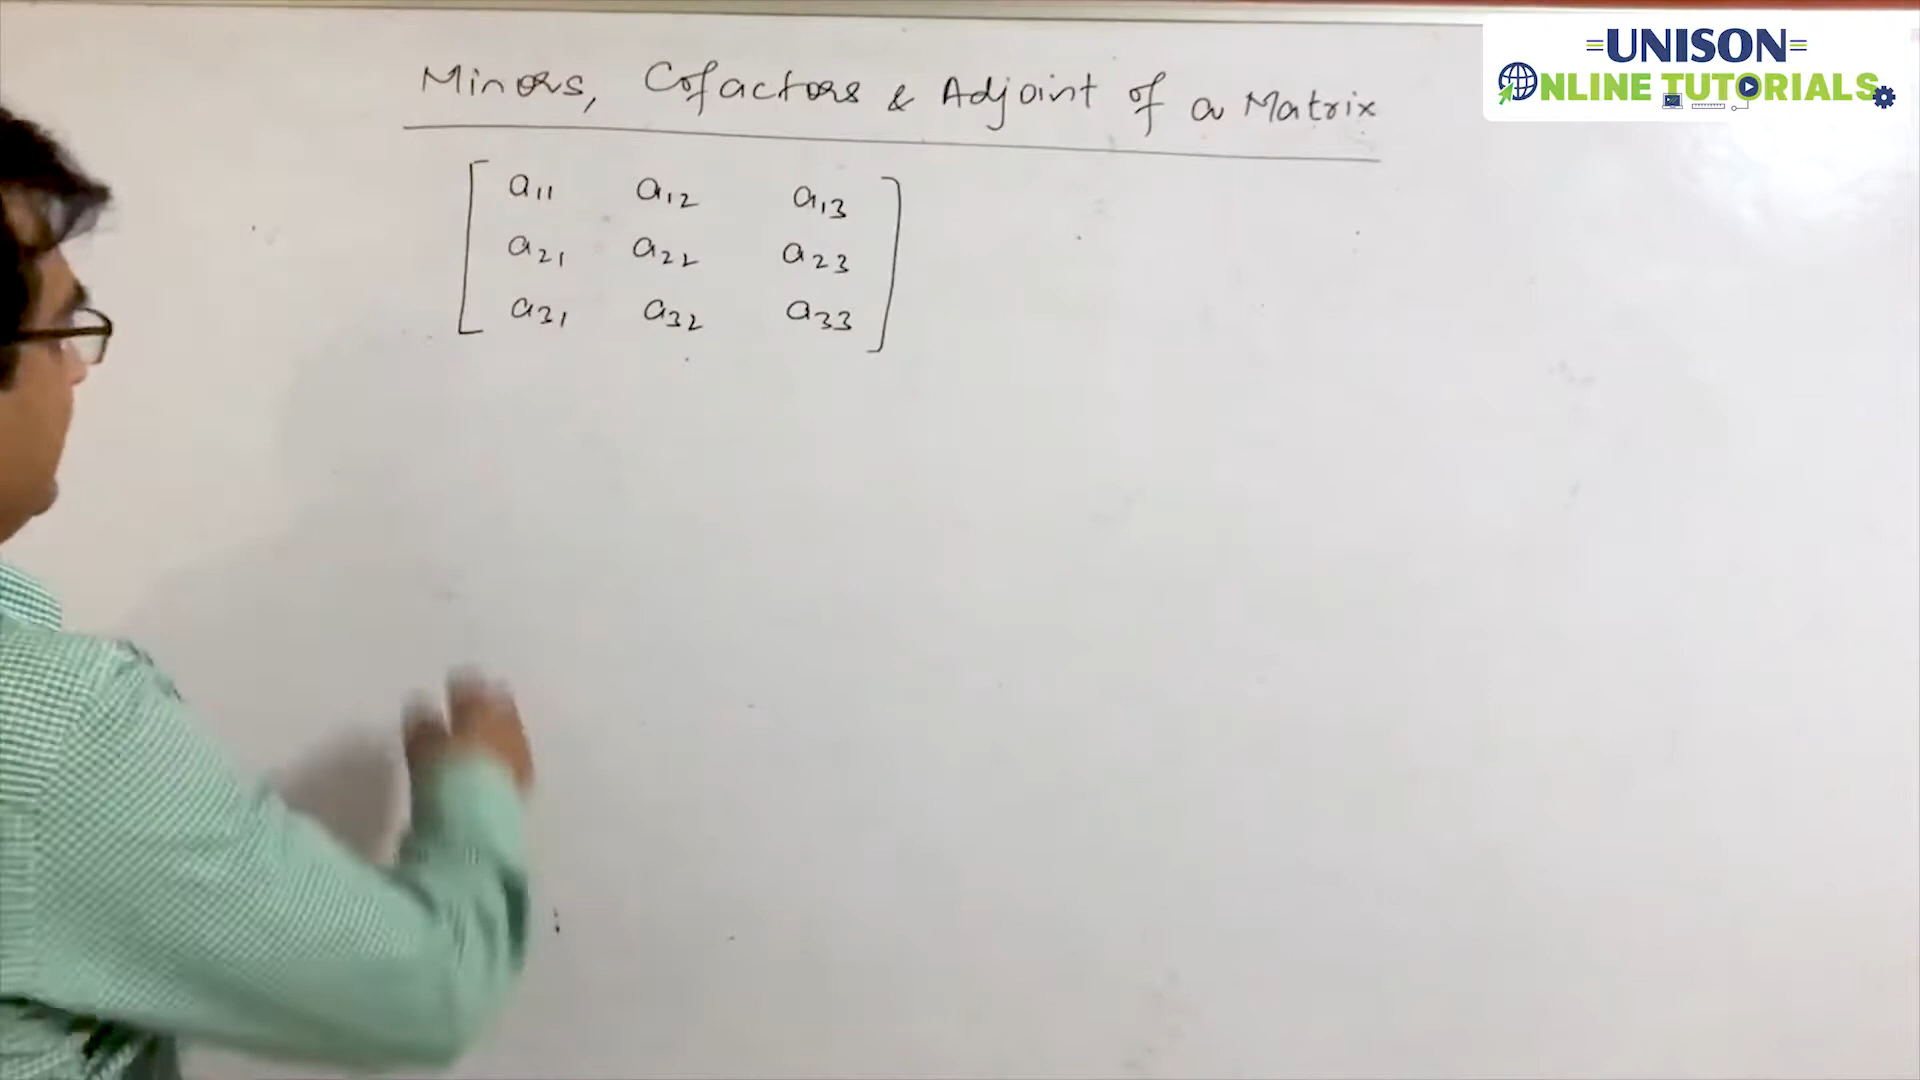 UNISON
ONLINE TUTORIALS
Minors, Cofactors & Adjoint of a Matrix
a11 a12 a13
a21 a22 a23
a31 a32 a33